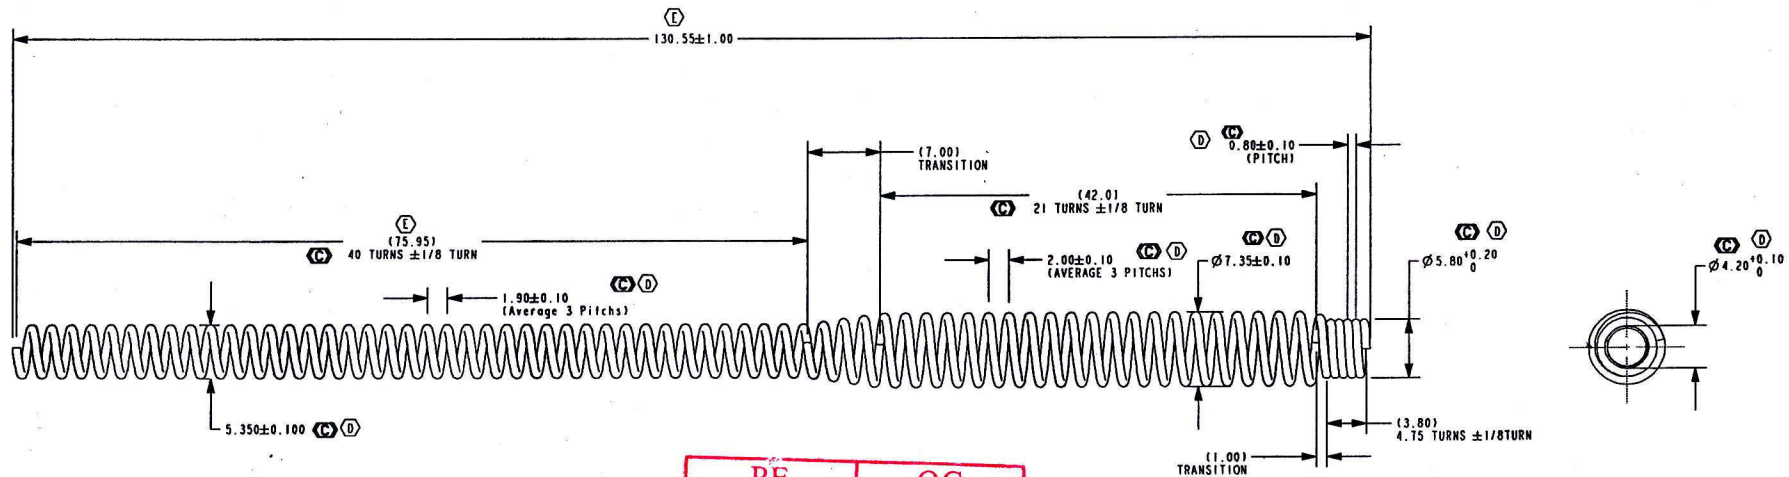 E
130.55±1.00
(7.00)
TRANSITION
D C
0.80±0.10
(PITCH)
(42.0)
C 21 TURNS ±1/8 TURN
E
(75.95)
C 40 TURNS ±1/8 TURN
C D
1.90±0.10
(Average 3 Pitchs)
C D
2.00±0.10
(AVERAGE 3 PITCHS)
C D
Ø7.35±0.10
C D
Ø5.80 +0.20
0
C D
Ø4.20 +0.10
0
5.350±0.100 C D
(3.80)
4.75 TURNS ±1/8TURN
(1.00)
TRANSITION